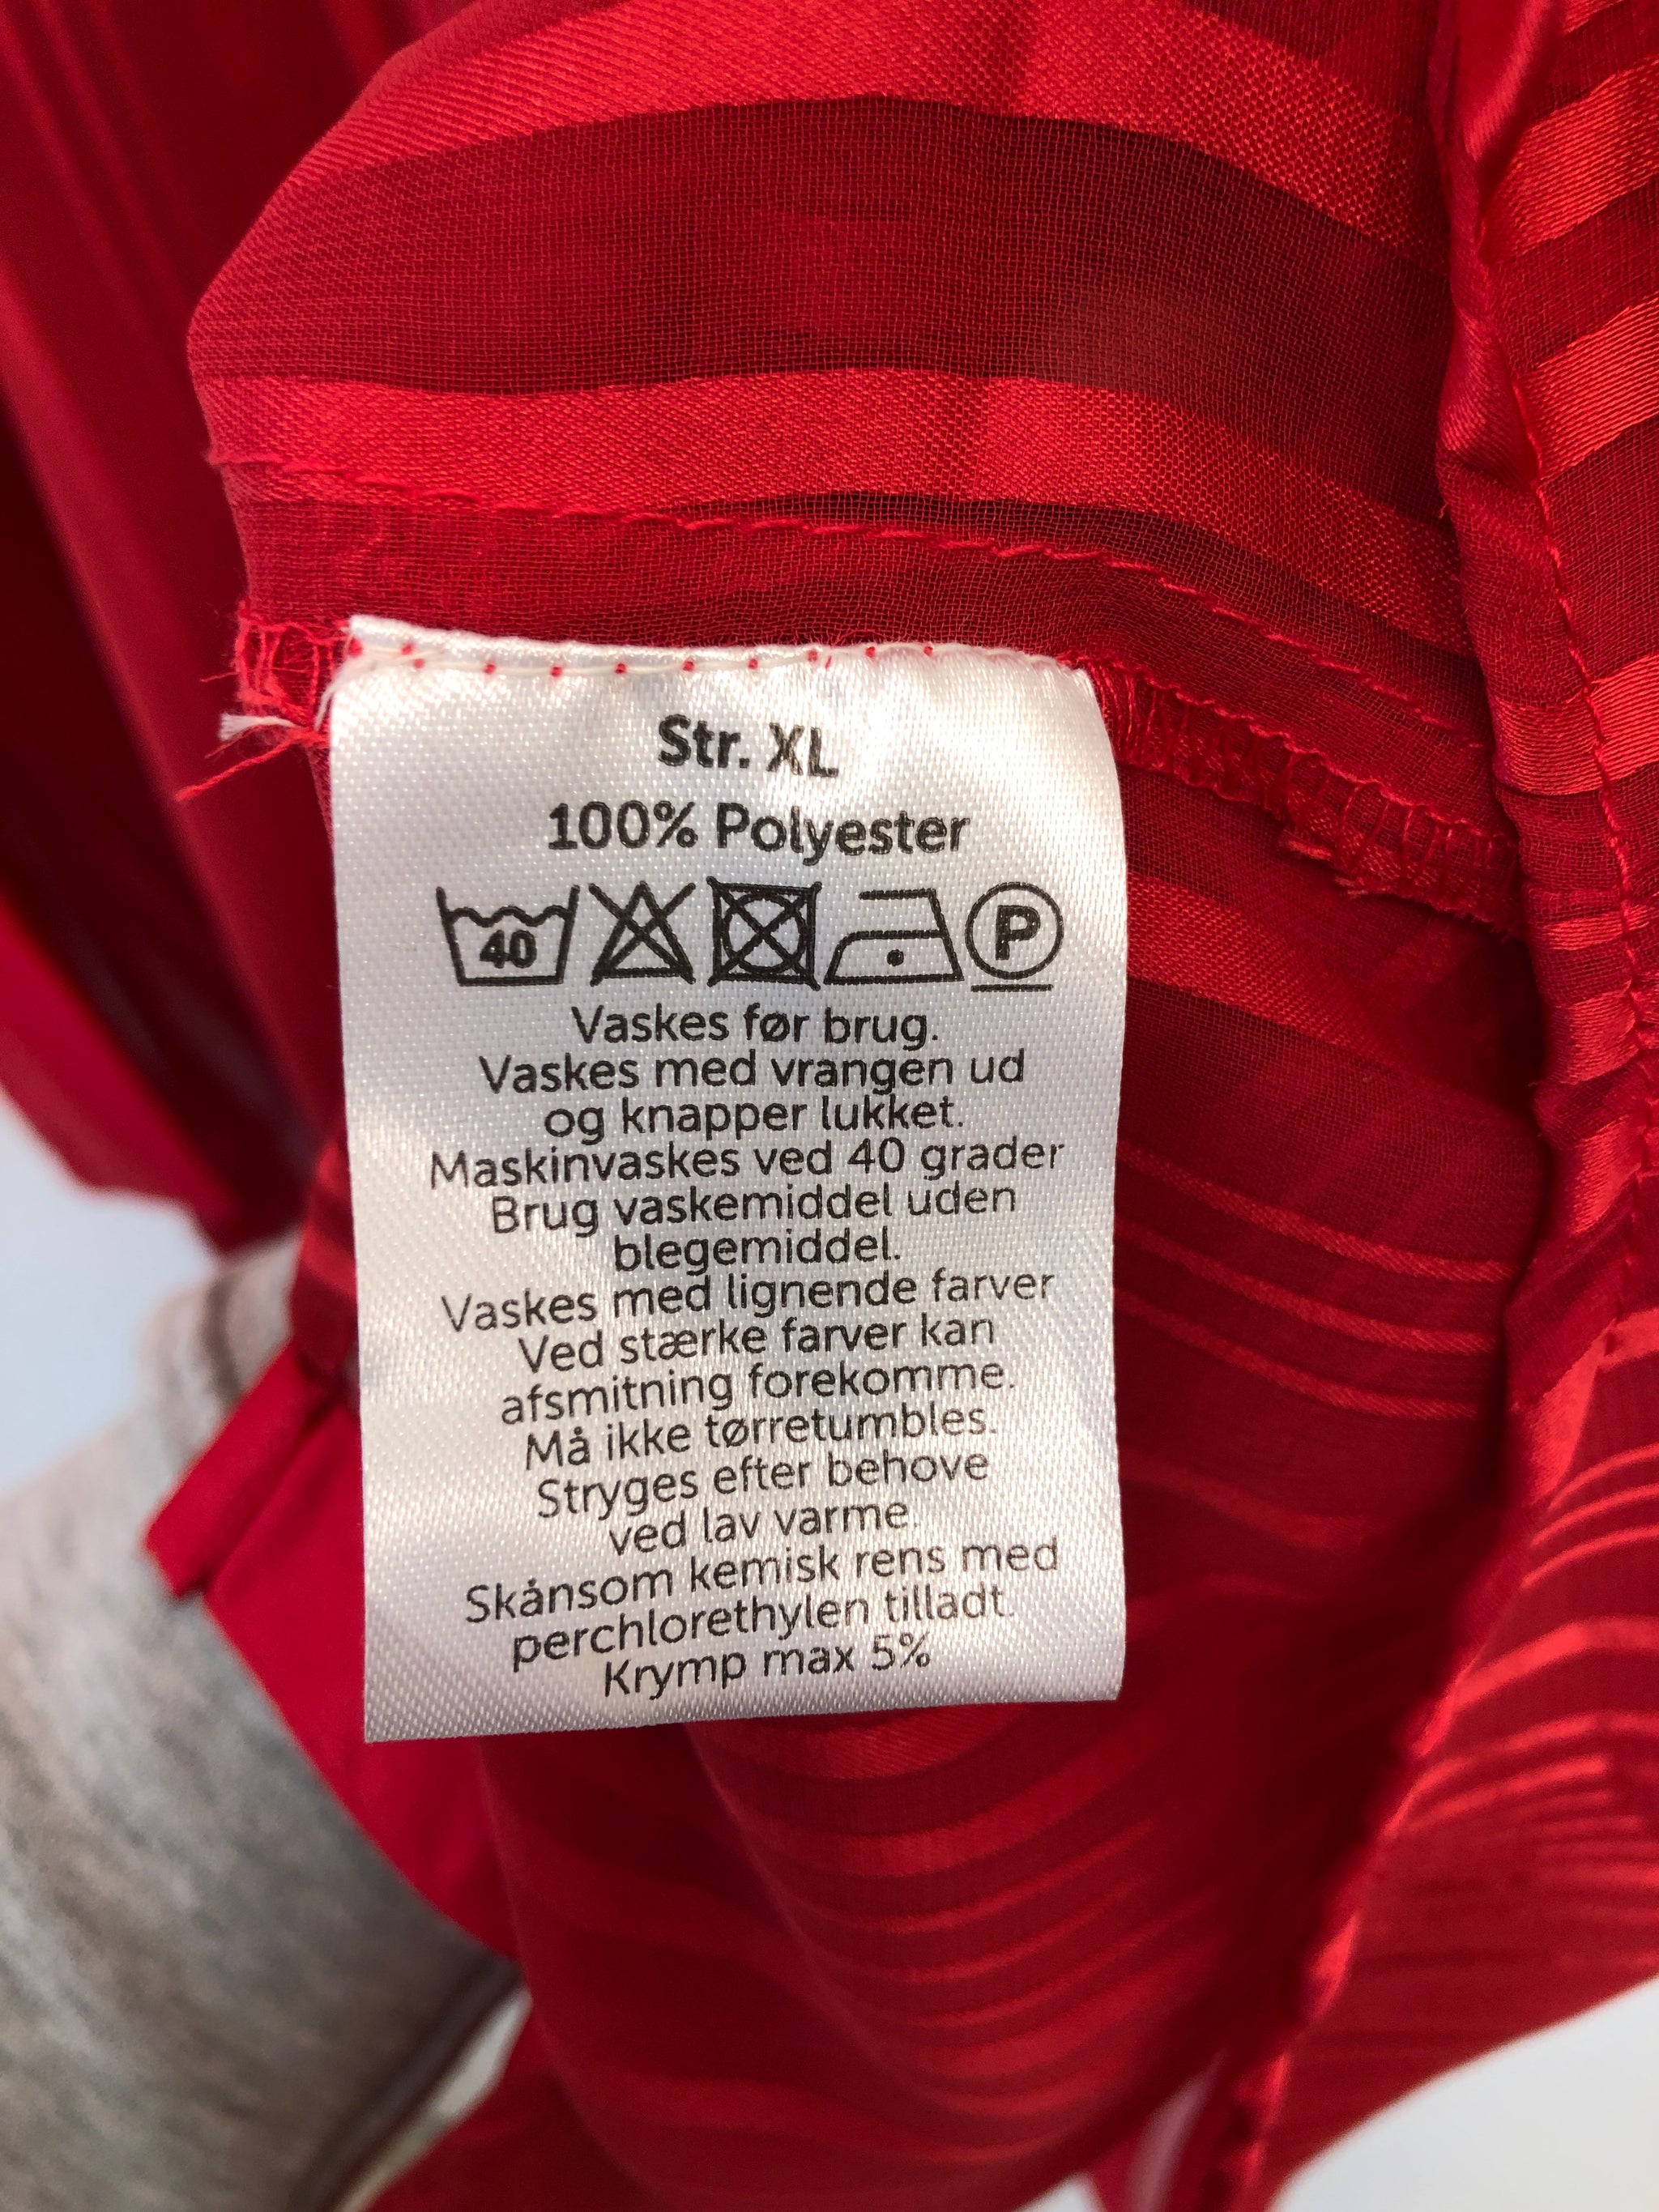 Str. XL
100% Polyester
40 P
Vaskes før brug.
Vaskes med vrangen ud
og knapper lukket.
Maskinvaskes ved 40 grader
Brug vaskemiddel uden
blegemiddel.
Vaskes med lignende farver
Ved stærke farver kan
afsmitning forekomme.
Må ikke tørretumbles.
Stryges efter behove
ved lav varme.
Skånsom kemisk rens med
perchlorethylen tilladt.
Krymp max 5%